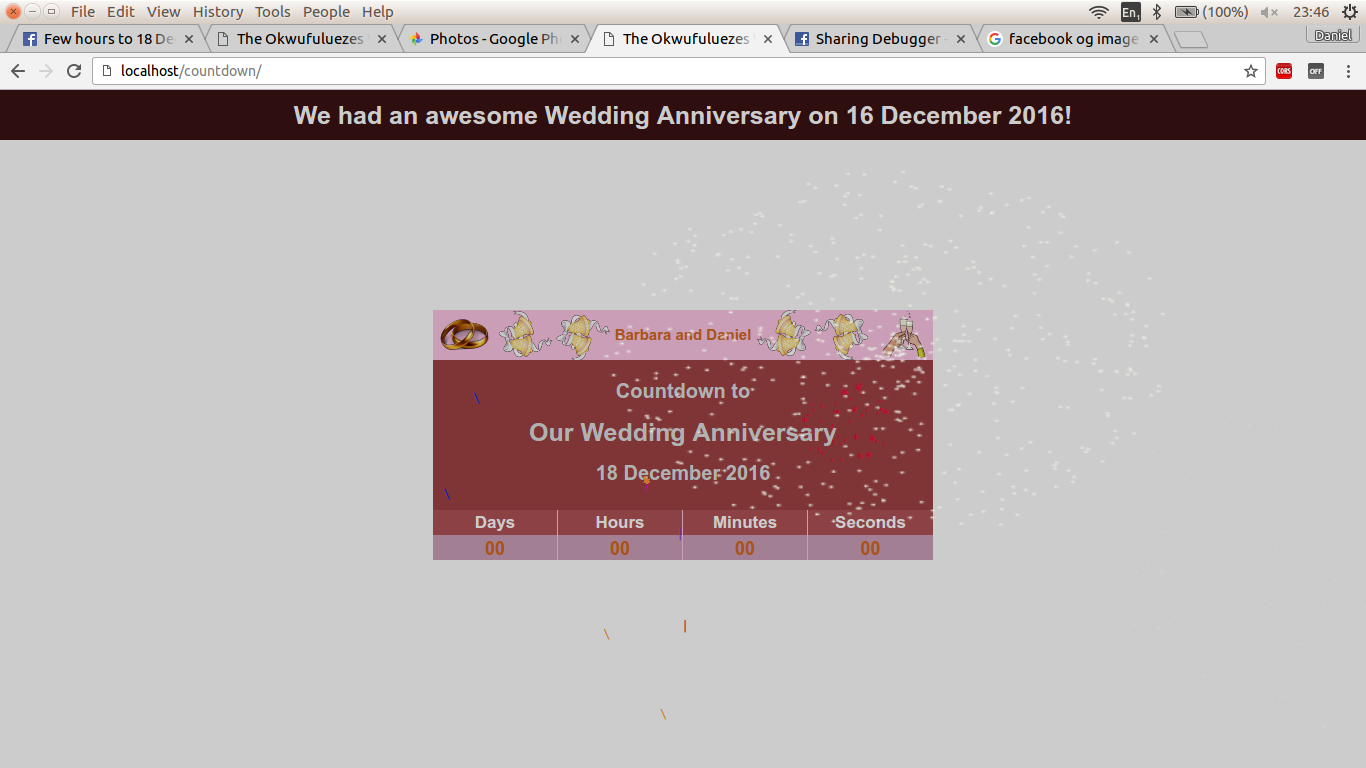 File Edit View History Tools People Help
En1 (100%) 23:46
Few hours to 18 De
The Okwufuluezes
Photos - Google Ph
The Okwufuluezes
Sharing Debugger -
facebook og image
Daniel
localhost/countdown/
CORS OFF
We had an awesome Wedding Anniversary on 16 December 2016!
Barbara and Daniel
Countdown to
Our Wedding Anniversary
18 December 2016
Days Hours Minutes Seconds
00 00 00 00